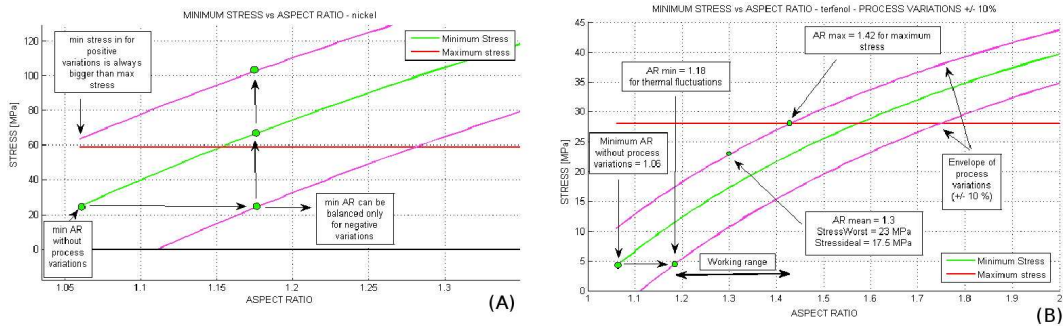 MINIMUM STRESS vs ASPECT RATIO - nickel
120
100
80
60
40
20
0
STRESS [MPa]
min stress in for
positive
variations is always
bigger than max
stress
Minimum Stress
Maximum stress
min AR
without
process
variations
min AR can be
balanced only
for negative
variations
1.05
1.1
1.15
1.2
1.25
1.3
ASPECT RATIO
(A)
MINIMUM STRESS vs ASPECT RATIO - terfenol - PROCESS VARIATIONS +/- 10%
45
40
35
30
25
20
15
10
5
0
STRESS [MPa]
AR max = 1.42 for maximum
stress
AR min = 1.18
for thermal fluctuations
Minimum AR
without process
variations = 1.06
Envelope of
process
variations
(+/- 10 %)
AR mean = 1.3
StressWorst = 23 MPa
Stressideal = 17.5 MPa
Working range
Minimum Stress
Maximum stress
1
1.1
1.2
1.3
1.4
1.5
1.6
1.7
1.8
1.9
2
ASPECT RATIO
(B)